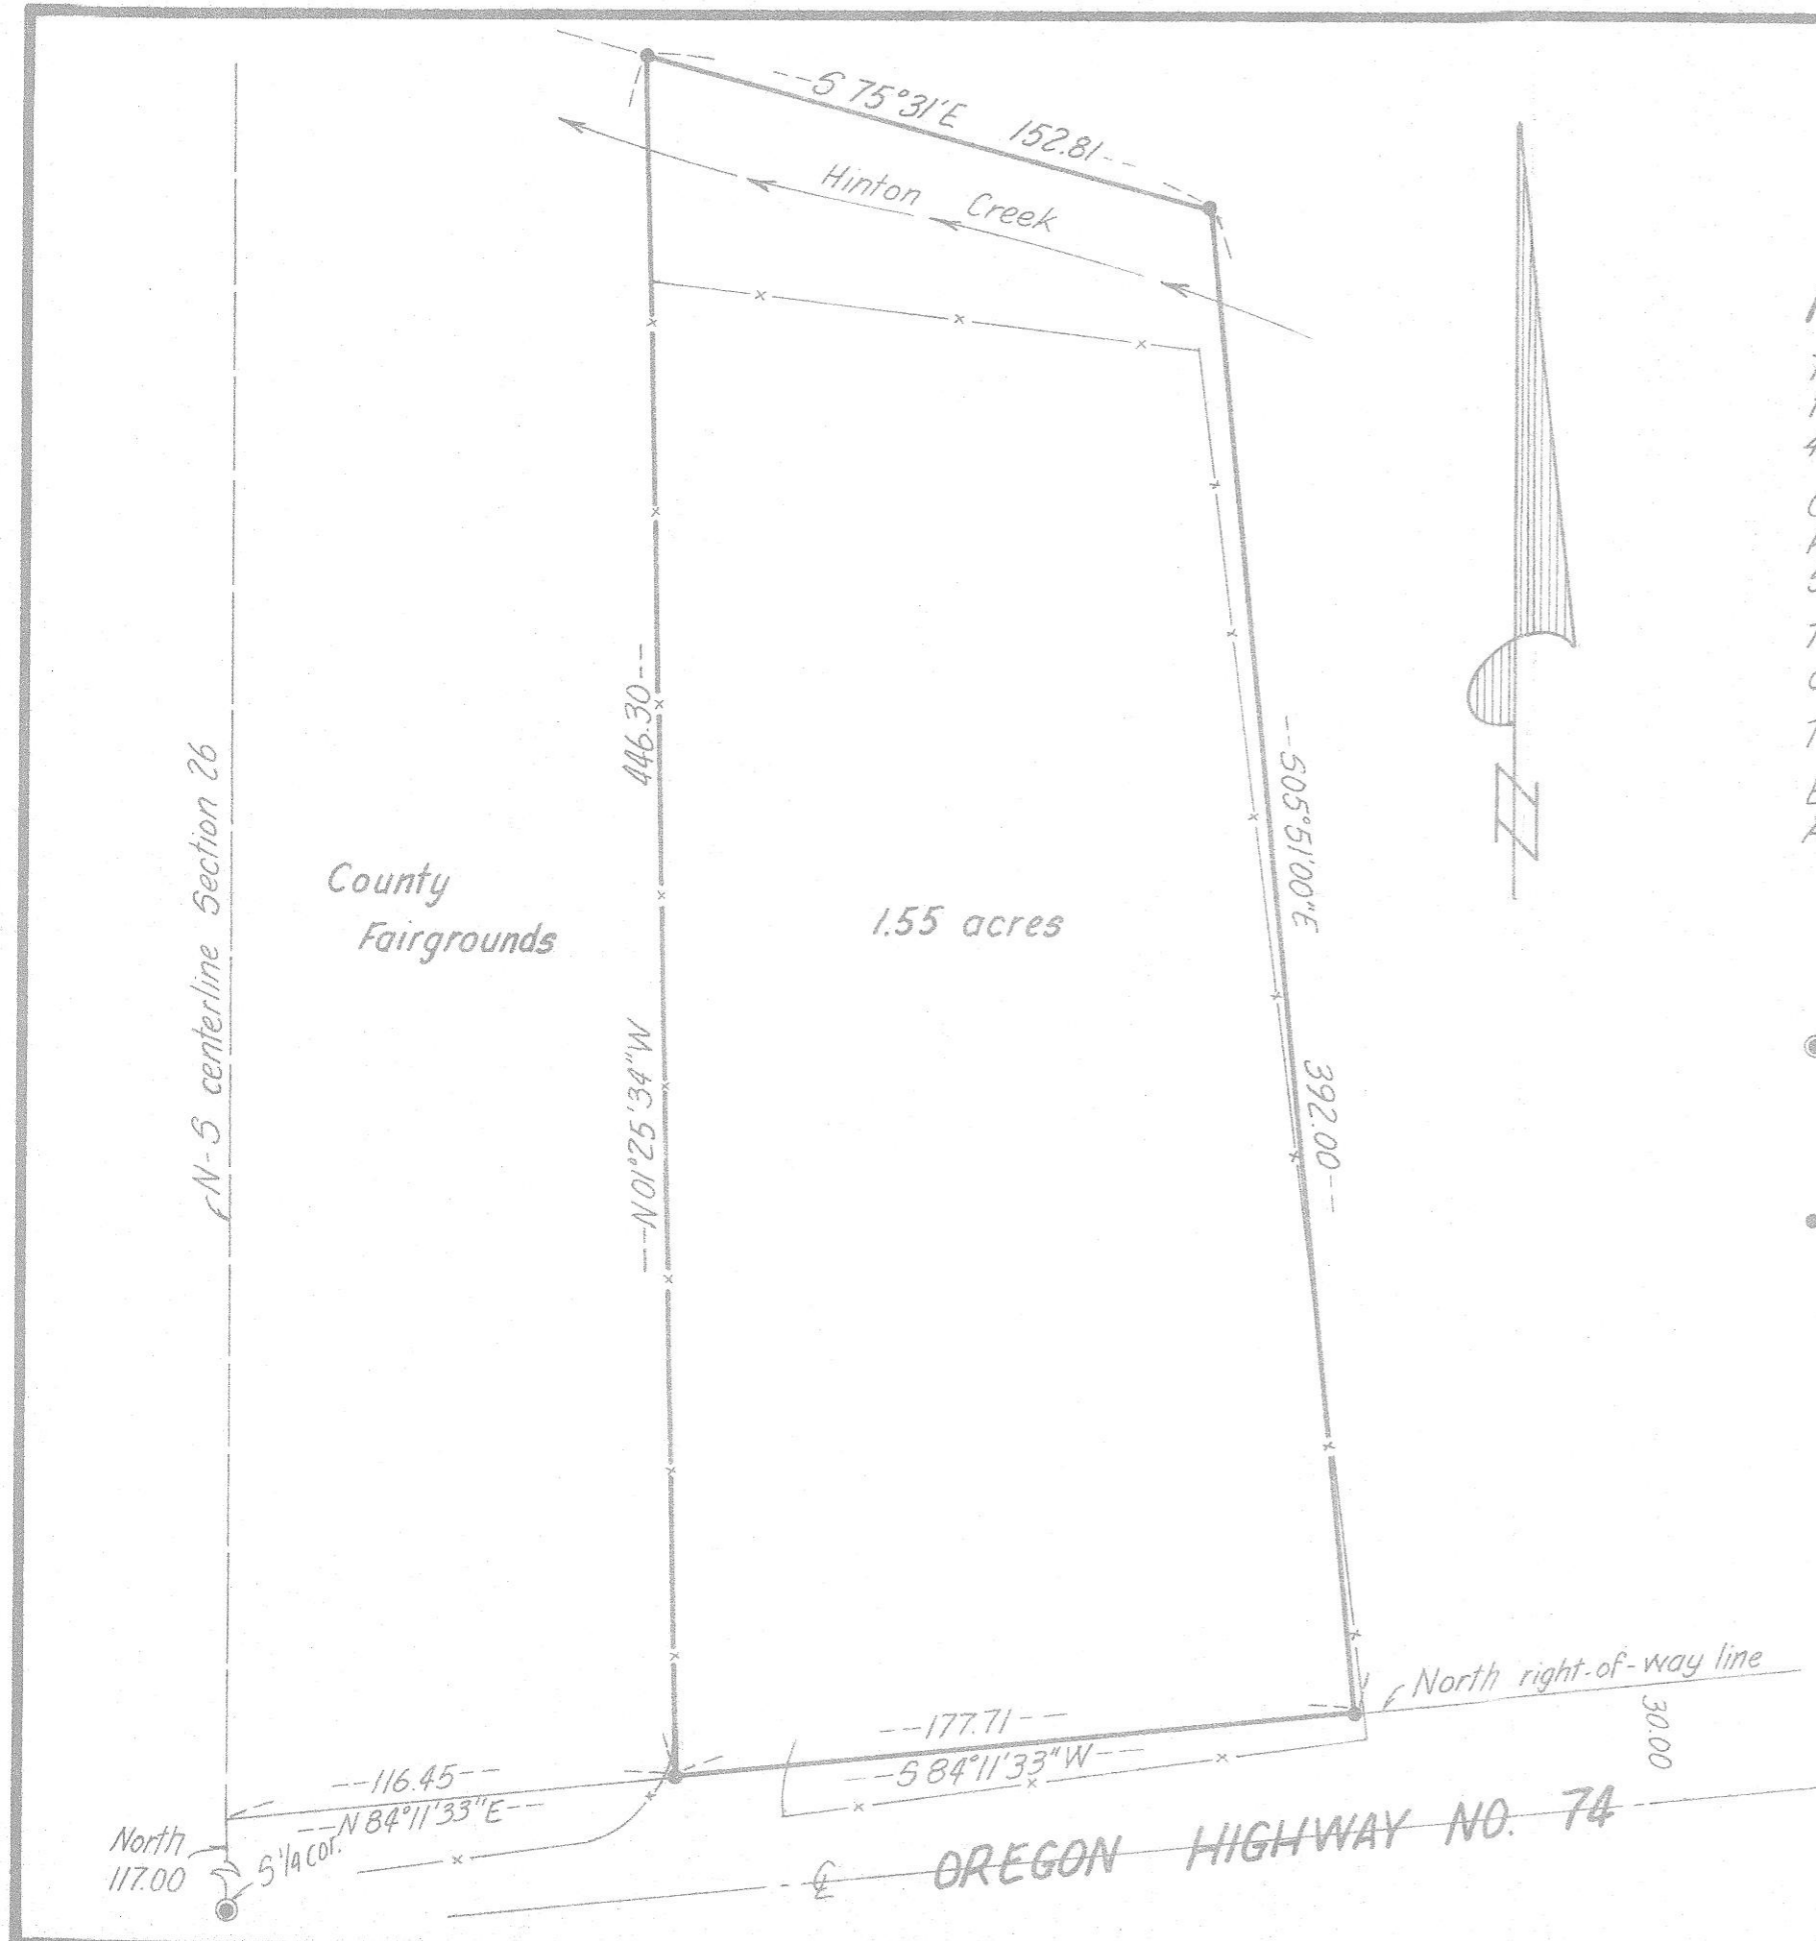 S 75°31'E 152.81
Hinton Creek
446.30
N 01°25'34"W
N-S centerline Section 26
County
Fairgrounds
1.55 acres
S05°51'00"E
392.00
N
North right-of-way line
30.00
177.71
S 84°11'33"W
116.45
N 84°11'33"E
North
117.00
S 1/4 cor.
℄ OREGON HIGHWAY NO. 74